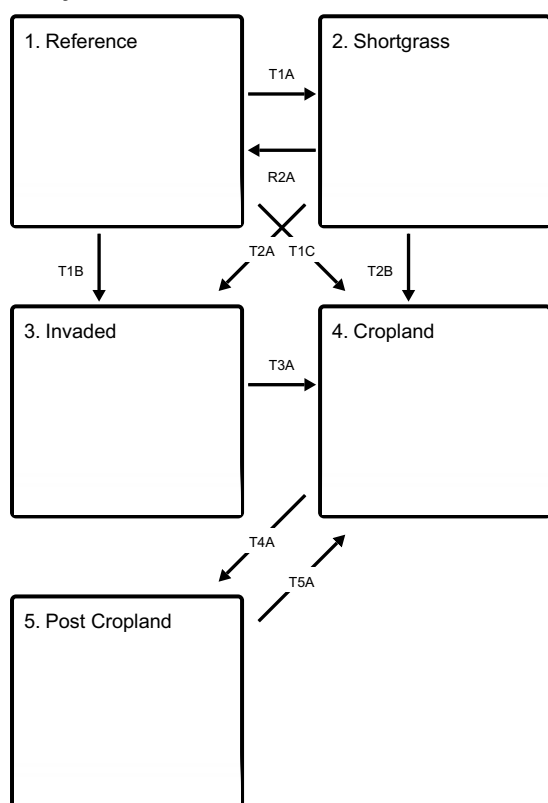 1. Reference
2. Shortgrass
T1A
R2A
T1B
T2A
T1C
T2B
3. Invaded
4. Cropland
T3A
T4A
T5A
5. Post Cropland